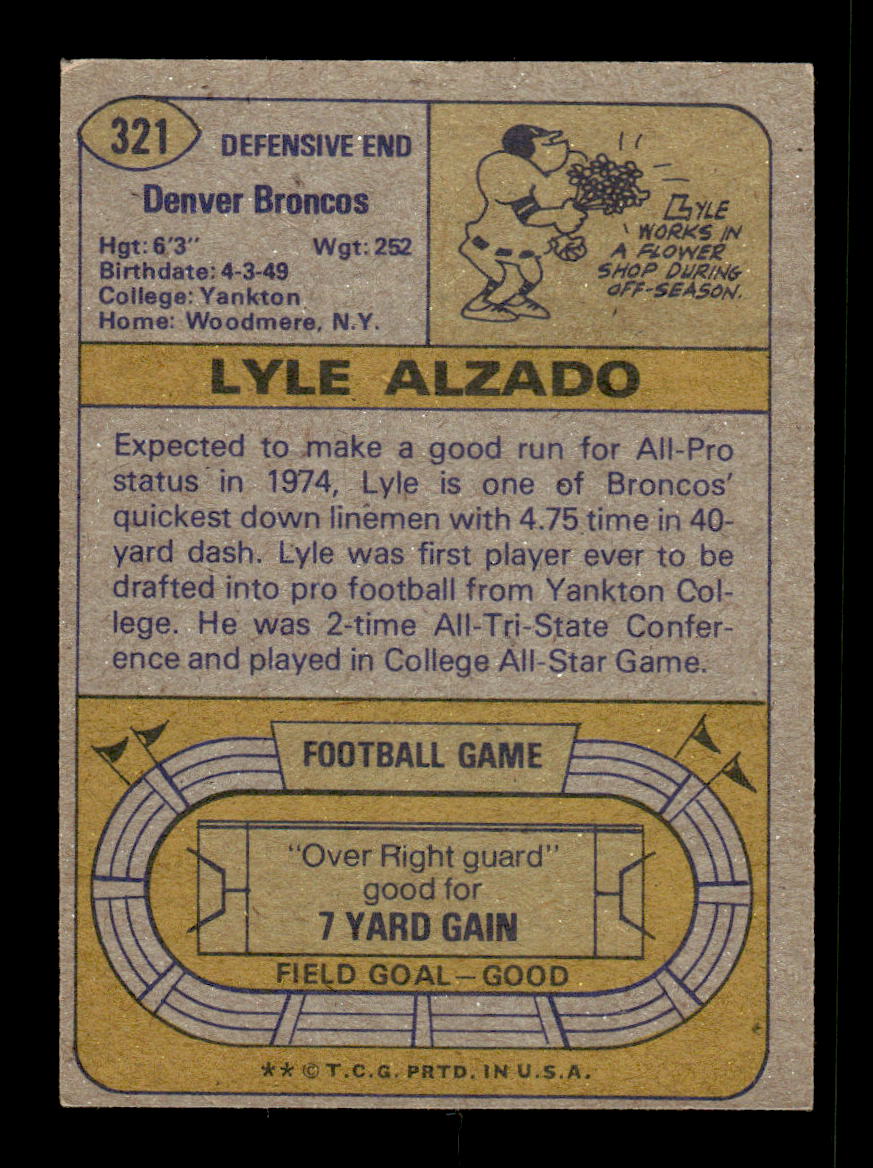 321
DEFENSIVE END
Denver Broncos
Hgt: 6'3" Wgt: 252
Birthdate: 4-3-49
College: Yankton
Home: Woodmere, N.Y.
LYLE
WORKS IN
A FLOWER
SHOP DURING
OFF-SEASON.
LYLE ALZADO
Expected to make a good run for All-Pro
status in 1974, Lyle is one of Broncos'
quickest down linemen with 4.75 time in 40-
yard dash. Lyle was first player ever to be
drafted into pro football from Yankton Col-
lege. He was 2-time All-Tri-State Confer-
ence and played in College All-Star Game.
FOOTBALL GAME
"Over Right guard"
good for
7 YARD GAIN
FIELD GOAL—GOOD
** © T.C.G. PRTD. IN U.S.A.